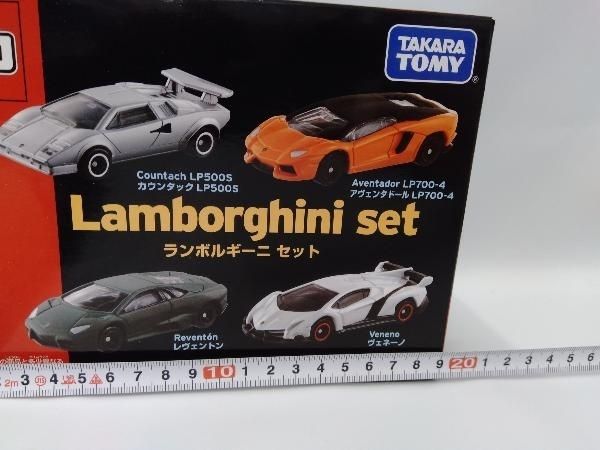 TAKARA
TOMY
Countach LP500S
カウンタック LP500S
Aventador LP700-4
アヴェンタドール LP700-4
Lamborghini set
ランボルギーニ セット
Reventón
レヴェントン
Veneno
ヴェネーノ
2m 3 4 5 6 7 8 9 10 1 2 3 4 5 6 7 8 9 20 1 2 3 4 5 6